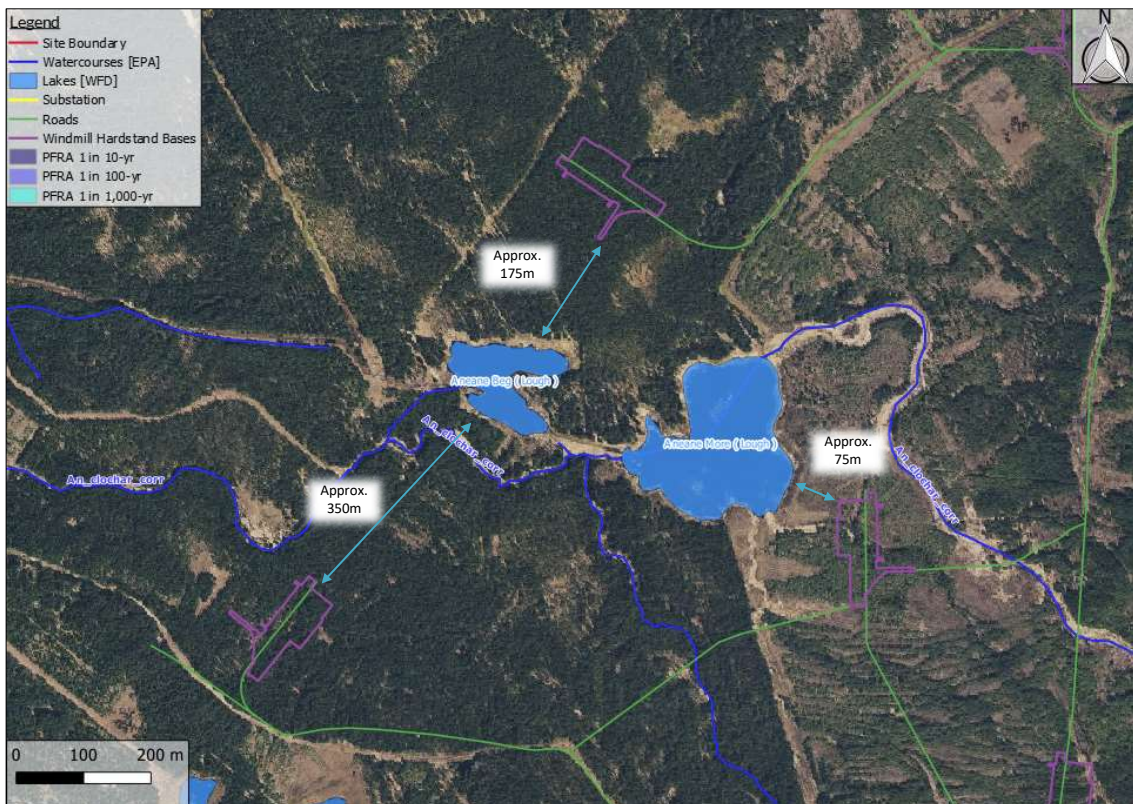 Legend
Site Boundary
Watercourses [EPA]
Lakes [WFD]
Substation
Roads
Windmill Hardstand Bases
PFRA 1 in 10-yr
PFRA 1 in 100-yr
PFRA 1 in 1,000-yr
N
Approx.
175m
Aneane Beg ( Lough )
An_clochar_corr
Aneane More ( Lough )
Approx.
75m
An_clochar_corr
An_clochar_corr
Approx.
350m
0 100 200 m